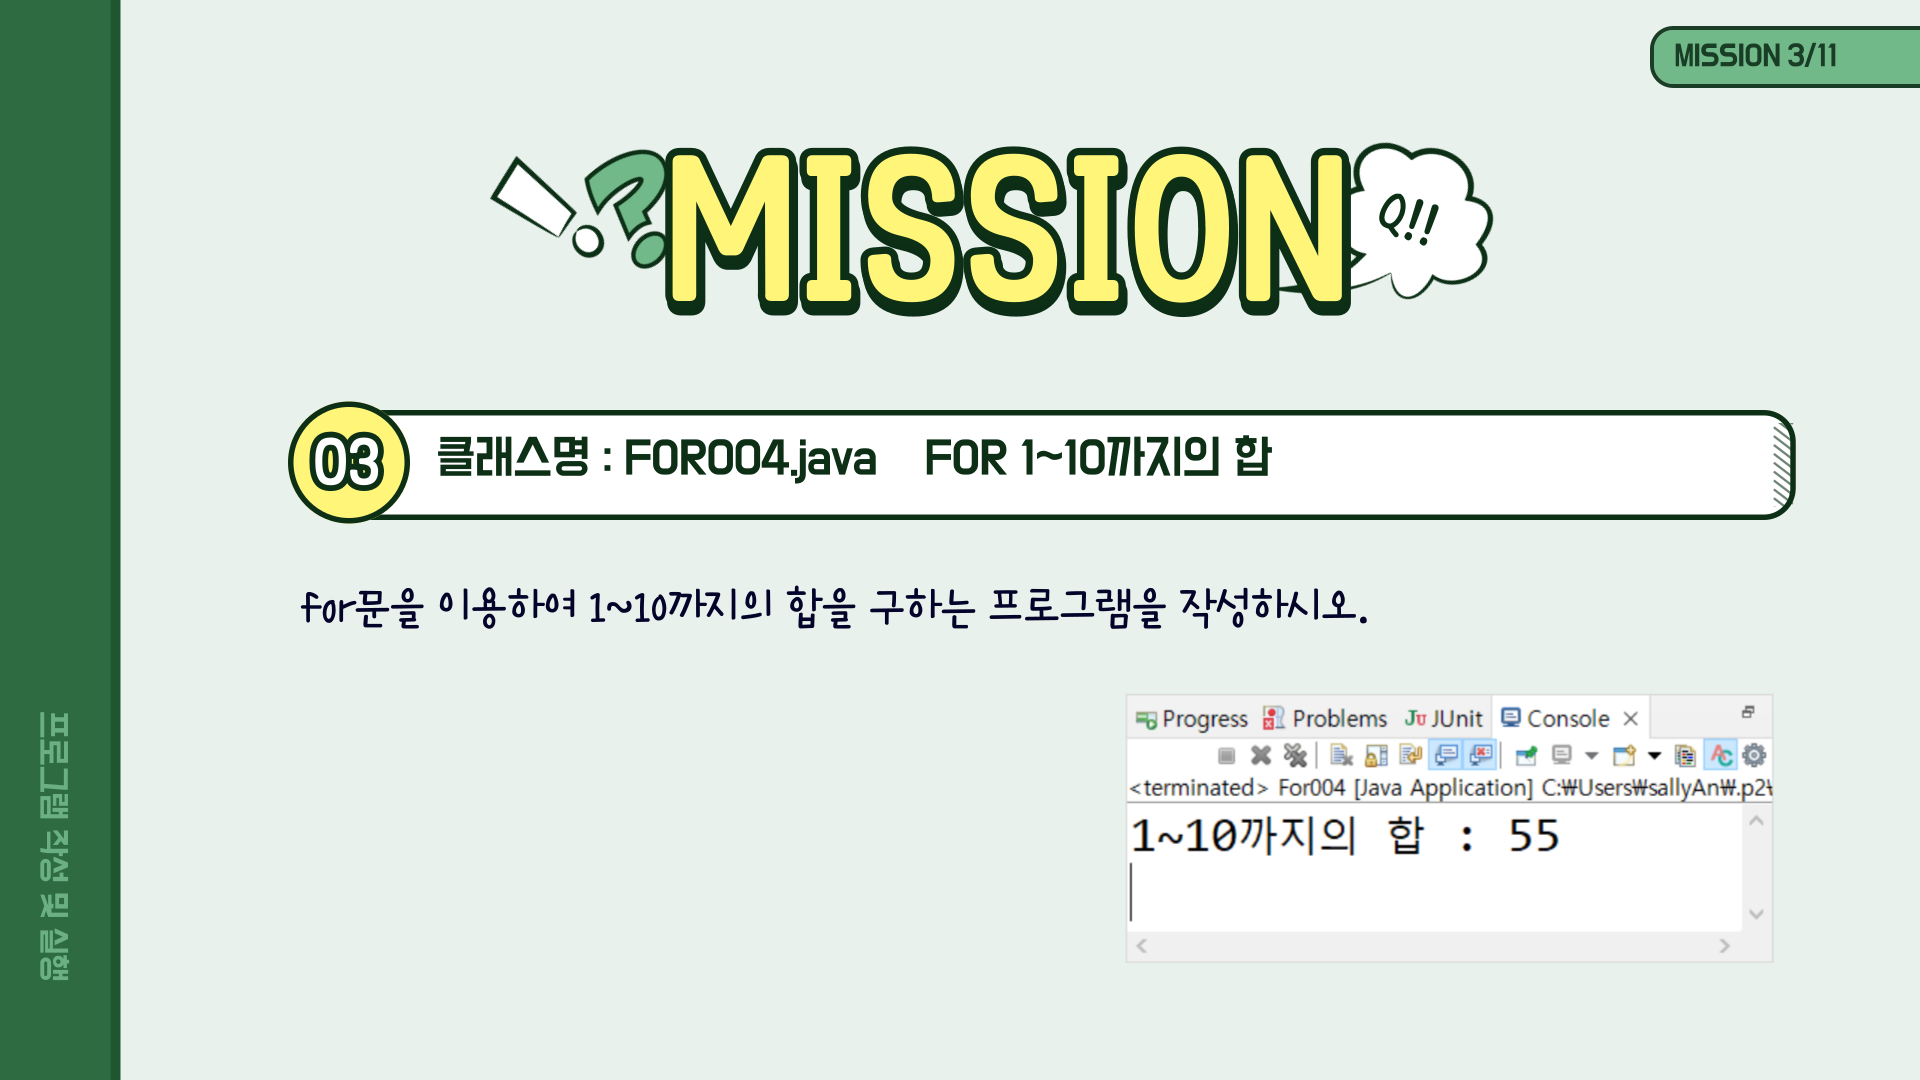 MISSION 3/11
MISSION
Q!!
03 클래스명 : FOR004.java FOR 1~10까지의 합
for문을 이용하여 1~10까지의 합을 구하는 프로그램을 작성하시오.
Progress Problems JUnit Console
<terminated> For004 [Java Application] C:₩Users₩sallyAn₩.p2₩
1~10까지의 합 : 55
프로그램 작성 및 실행